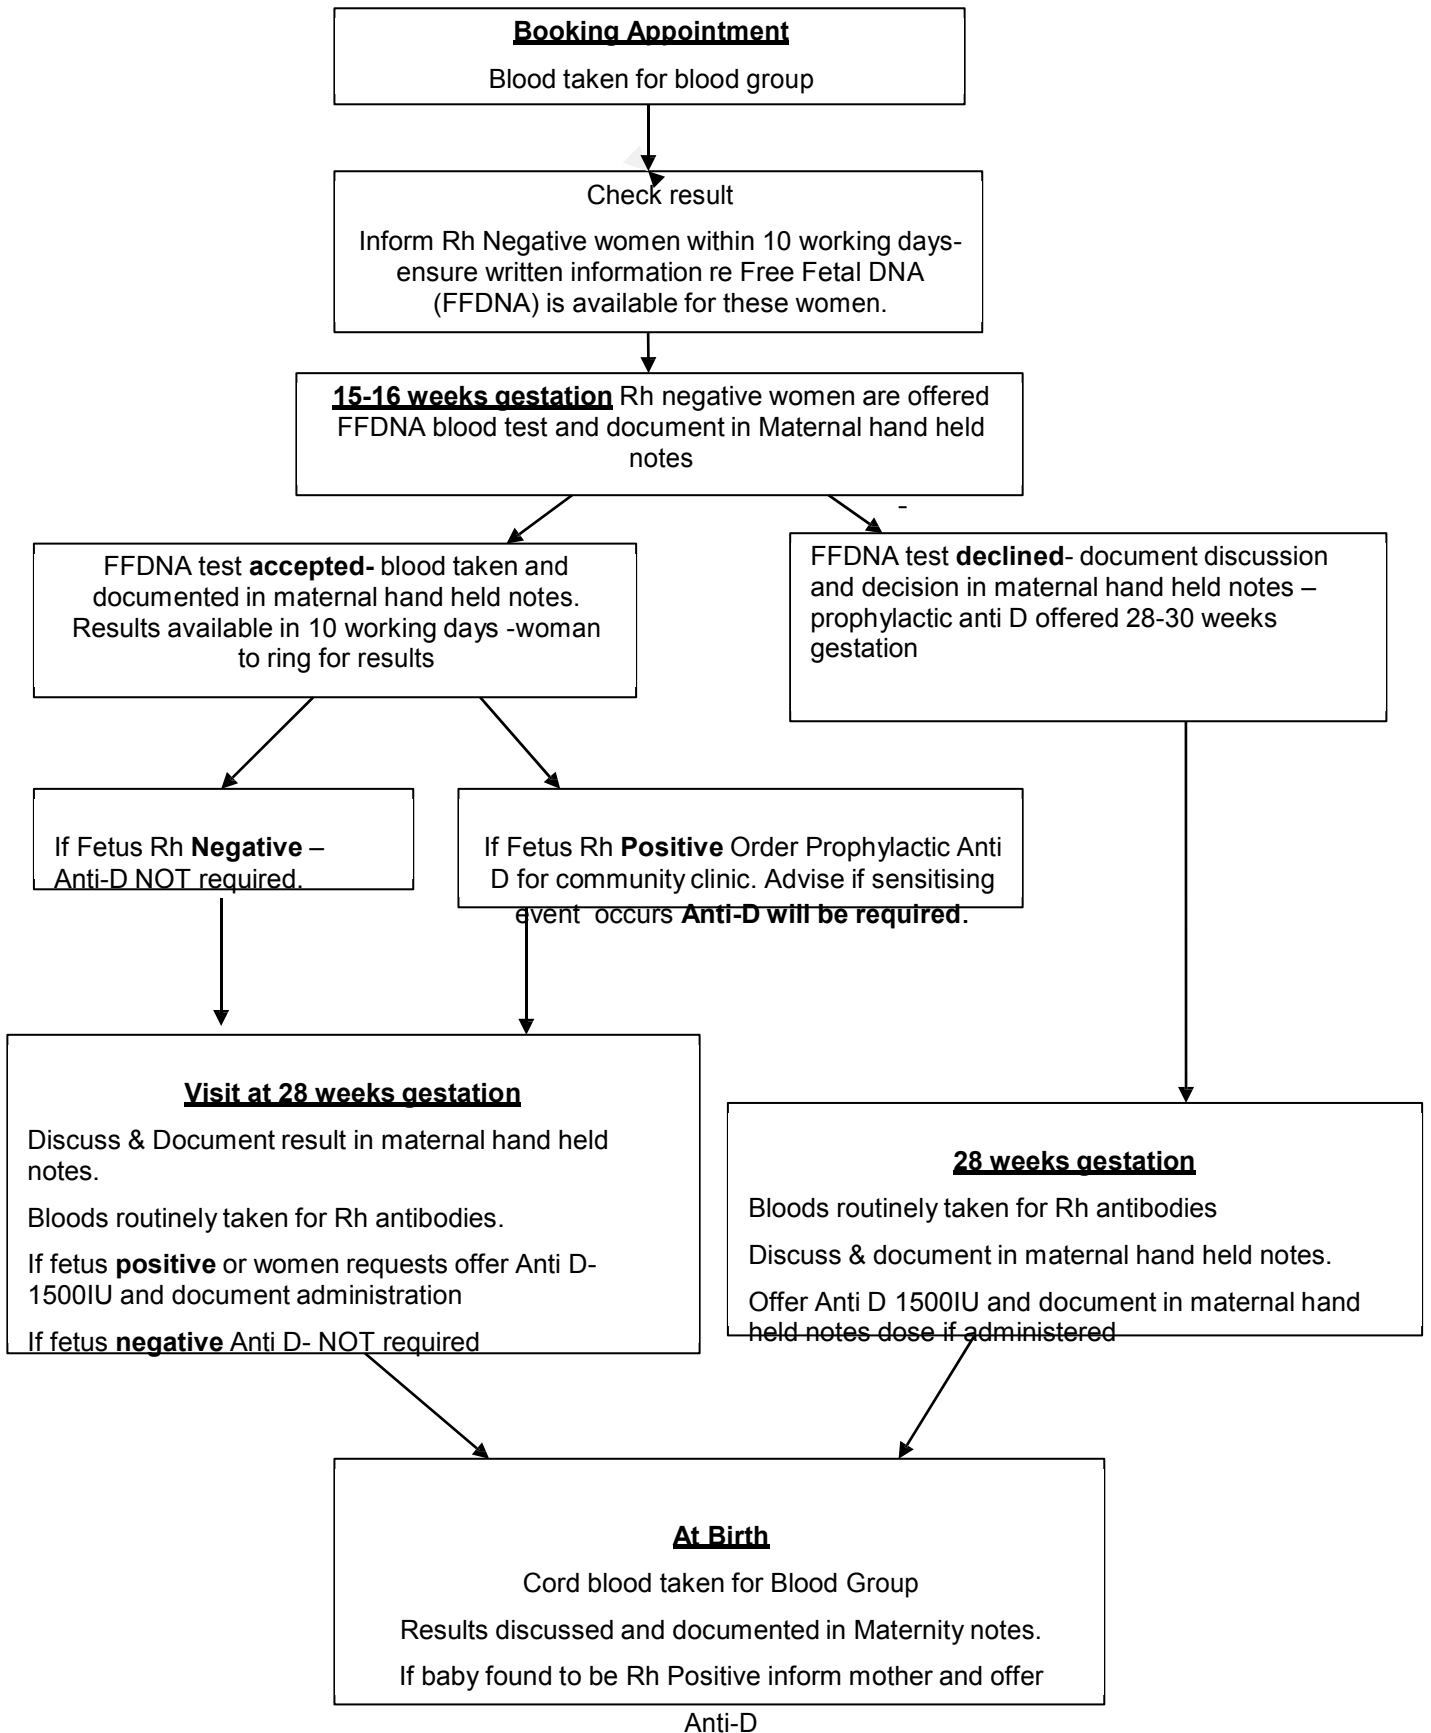 Booking Appointment
Blood taken for blood group
Check result
Inform Rh Negative women within 10 working days-
ensure written information re Free Fetal DNA
(FFDNA) is available for these women.
15-16 weeks gestation Rh negative women are offered
FFDNA blood test and document in Maternal hand held
notes
-
FFDNA test accepted- blood taken and
documented in maternal hand held notes.
Results available in 10 working days -woman
to ring for results
FFDNA test declined- document discussion
and decision in maternal hand held notes –
prophylactic anti D offered 28-30 weeks
gestation
If Fetus Rh Negative –
Anti-D NOT required.
If Fetus Rh Positive Order Prophylactic Anti
D for community clinic. Advise if sensitising
event occurs Anti-D will be required.
Visit at 28 weeks gestation
Discuss & Document result in maternal hand held
notes.
Bloods routinely taken for Rh antibodies.
If fetus positive or women requests offer Anti D-
1500IU and document administration
If fetus negative Anti D- NOT required
28 weeks gestation
Bloods routinely taken for Rh antibodies
Discuss & document in maternal hand held notes.
Offer Anti D 1500IU and document in maternal hand
held notes dose if administered
At Birth
Cord blood taken for Blood Group
Results discussed and documented in Maternity notes.
If baby found to be Rh Positive inform mother and offer
Anti-D